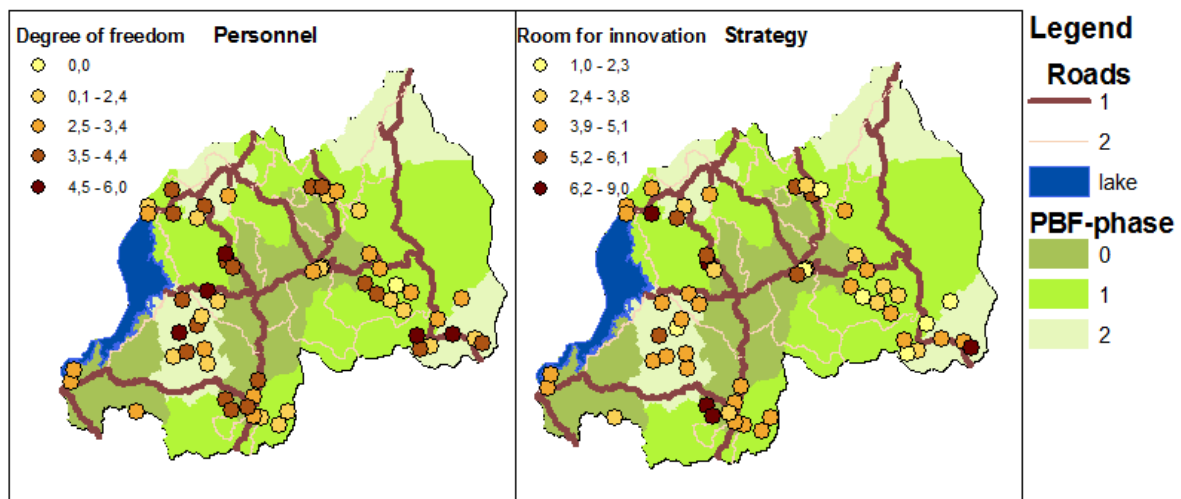 Degree of freedom Personnel
0,0
0,1 - 2,4
2,5 - 3,4
3,5 - 4,4
4,5 - 6,0
Room for innovation Strategy
1,0 - 2,3
2,4 - 3,8
3,9 - 5,1
5,2 - 6,1
6,2 - 9,0
Legend
Roads
1
2
lake
PBF-phase
0
1
2